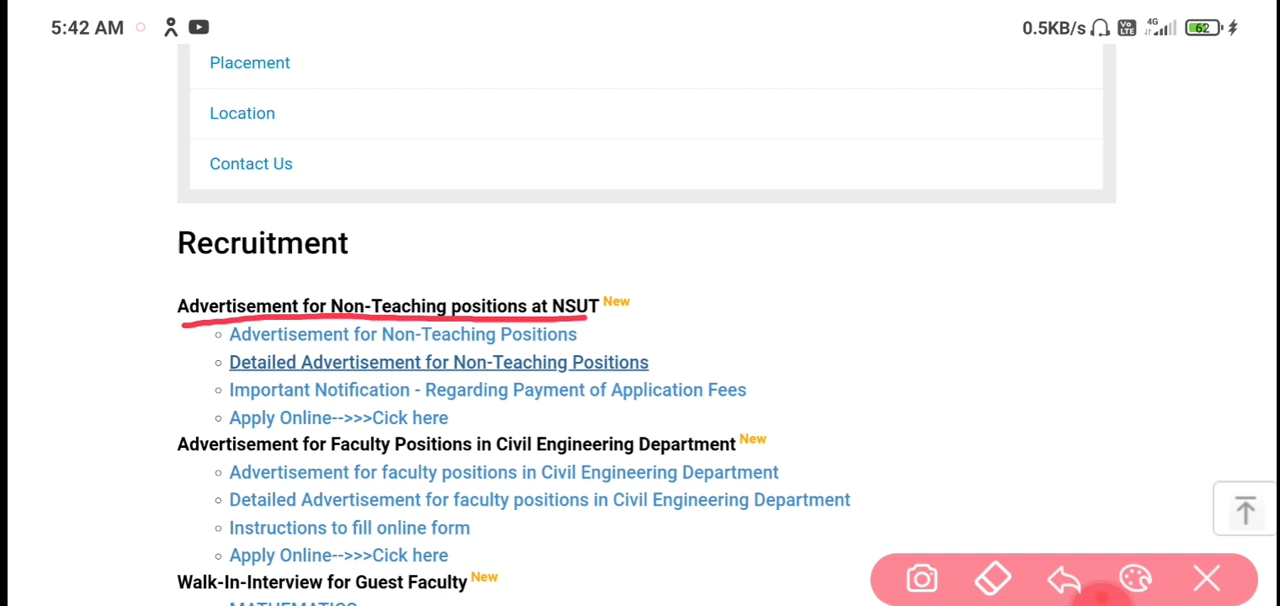 5:42 AM 0.5KB/s Vo LTE 4G 62
Placement
Location
Contact Us
Recruitment
Advertisement for Non-Teaching positions at NSUT New
Advertisement for Non-Teaching Positions
Detailed Advertisement for Non-Teaching Positions
Important Notification - Regarding Payment of Application Fees
Apply Online-->>>Cick here
Advertisement for Faculty Positions in Civil Engineering Department New
Advertisement for faculty positions in Civil Engineering Department
Detailed Advertisement for faculty positions in Civil Engineering Department
Instructions to fill online form
Apply Online-->>>Cick here
Walk-In-Interview for Guest Faculty New
MATHEMATICS